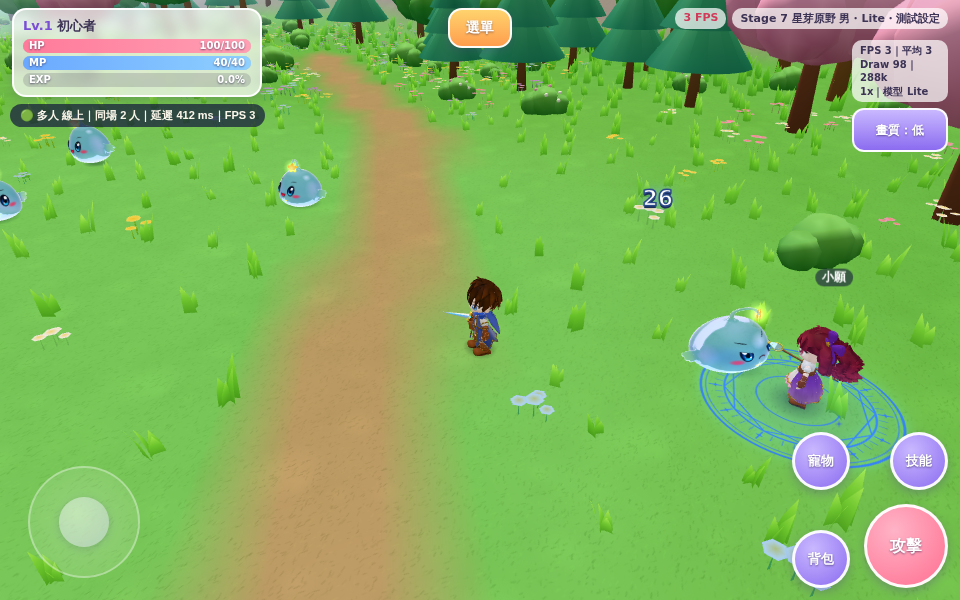 Lv.1 初心者
HP 100/100
MP 40/40
EXP 0.0%
多人 線上｜同場 2 人｜延遲 412 ms｜FPS 3
選單
3 FPS
Stage 7 星芽原野 男・Lite・測試設定
FPS 3｜平均 3
Draw 98｜
288k
1x｜模型 Lite
畫質：低
26
小願
寵物
技能
背包
攻擊